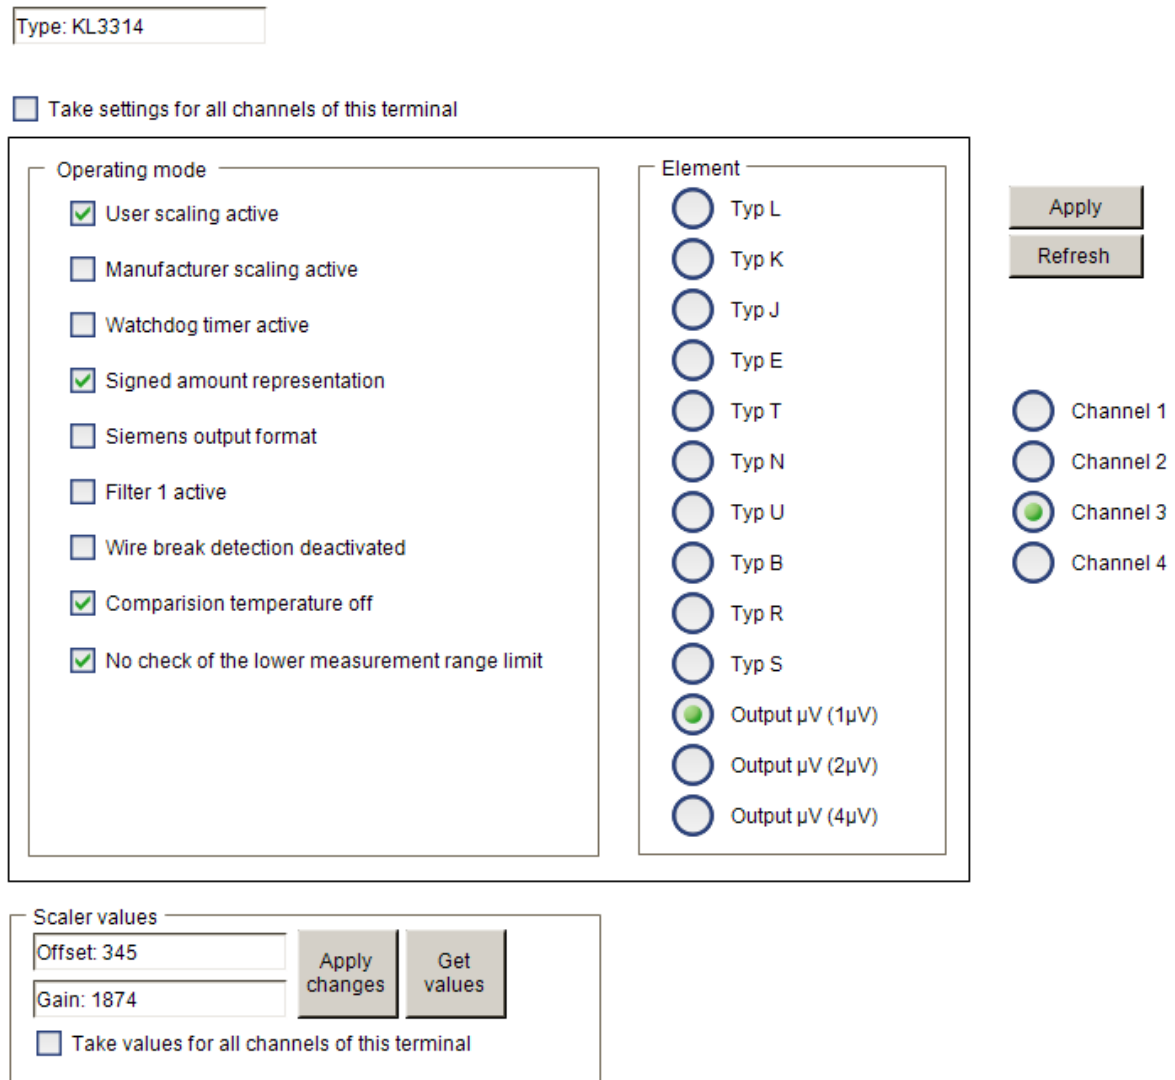 Type: KL3314
Take settings for all channels of this terminal
Operating mode
User scaling active
Manufacturer scaling active
Watchdog timer active
Signed amount representation
Siemens output format
Filter 1 active
Wire break detection deactivated
Comparision temperature off
No check of the lower measurement range limit
Element
Typ L
Typ K
Typ J
Typ E
Typ T
Typ N
Typ U
Typ B
Typ R
Typ S
Output µV (1µV)
Output µV (2µV)
Output µV (4µV)
Apply
Refresh
Channel 1
Channel 2
Channel 3
Channel 4
Scaler values
Offset: 345
Gain: 1874
Apply
changes
Get
values
Take values for all channels of this terminal